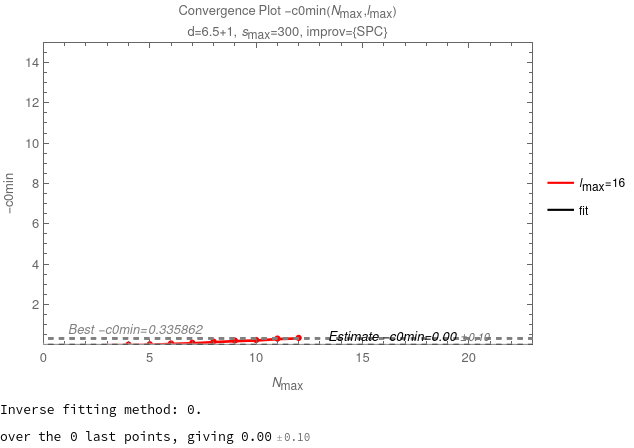 Convergence Plot −c0min(Nmax,lmax)
d=6.5+1, smax=300, improv={SPC}
14
12
10
8
6
4
2
−c0min
lmax=16
fit
Best −c0min=0.335862
Estimate −c0min=0.00 ±0.10
0 5 10 15 20
Nmax
Inverse fitting method: 0.
over the 0 last points, giving 0.00 ±0.10